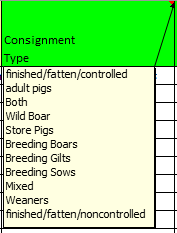 Consignment
Type
finished/fatten/controlled
adult pigs
Both
Wild Boar
Store Pigs
Breeding Boars
Breeding Gilts
Breeding Sows
Mixed
Weaners
finished/fatten/noncontrolled